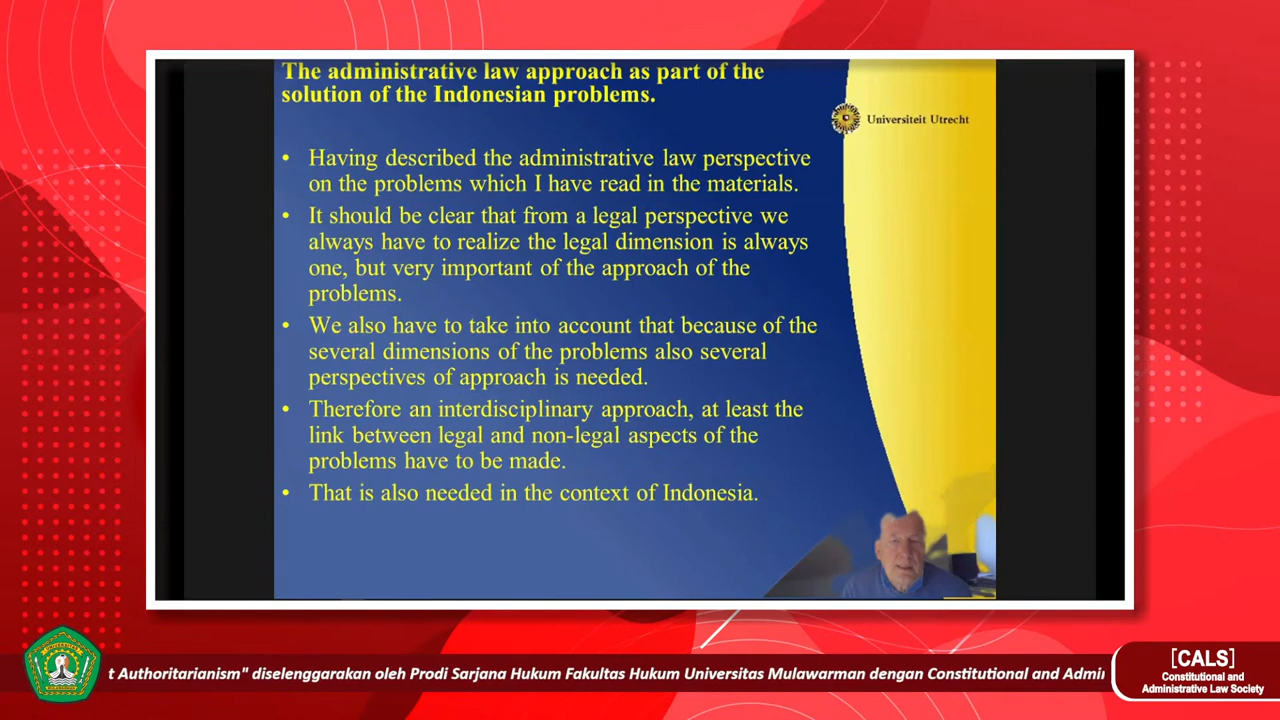 The administrative law approach as part of the
solution of the Indonesian problems.
Universiteit Utrecht
• Having described the administrative law perspective
on the problems which I have read in the materials.
• It should be clear that from a legal perspective we
always have to realize the legal dimension is always
one, but very important of the approach of the
problems.
• We also have to take into account that because of the
several dimensions of the problems also several
perspectives of approach is needed.
• Therefore an interdisciplinary approach, at least the
link between legal and non-legal aspects of the
problems have to be made.
• That is also needed in the context of Indonesia.
t Authoritarianism" diselenggarakan oleh Prodi Sarjana Hukum Fakultas Hukum Universitas Mulawarman dengan Constitutional and Admin
[CALS]
Constitutional and
Administrative Law Society